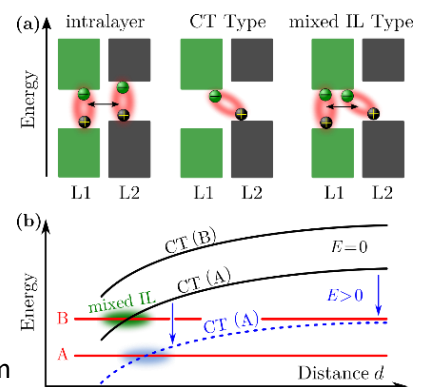 (a) intralayer CT Type mixed IL Type
Energy
L1 L2 L1 L2 L1 L2
(b)
Energy
CT (B)
E=0
CT (A)
mixed IL
E>0
B
CT (A)
A
m
Distance d